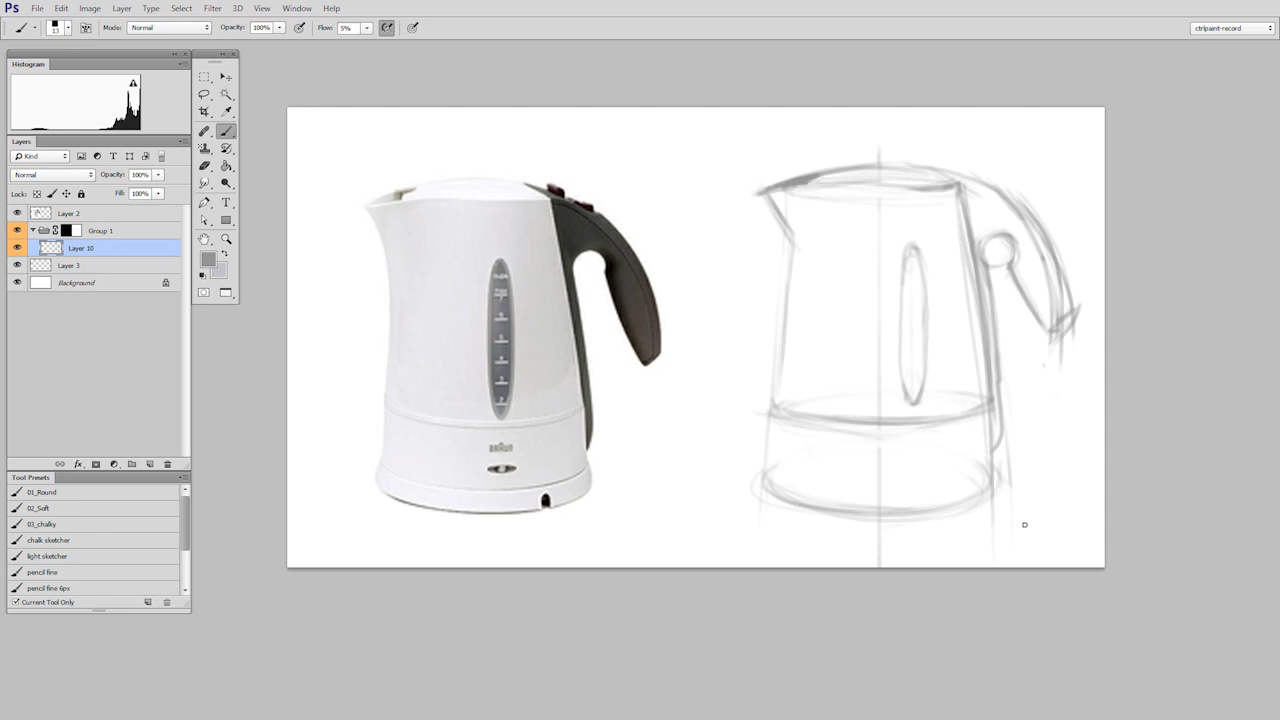 Ps File Edit Image Layer Type Select Filter 3D View Window Help
13 Mode: Normal Opacity: 100% Flow: 5% ctrlpaint-record
Histogram
Layers
Kind
Normal Opacity: 100%
Lock: Fill: 100%
Layer 2
Group 1
Layer 10
Layer 3
Background
fx
Tool Presets
01_Round
02_Soft
03_chalky
chalk sketcher
light sketcher
pencil fine
pencil fine 6px
Current Tool Only
BRAUN